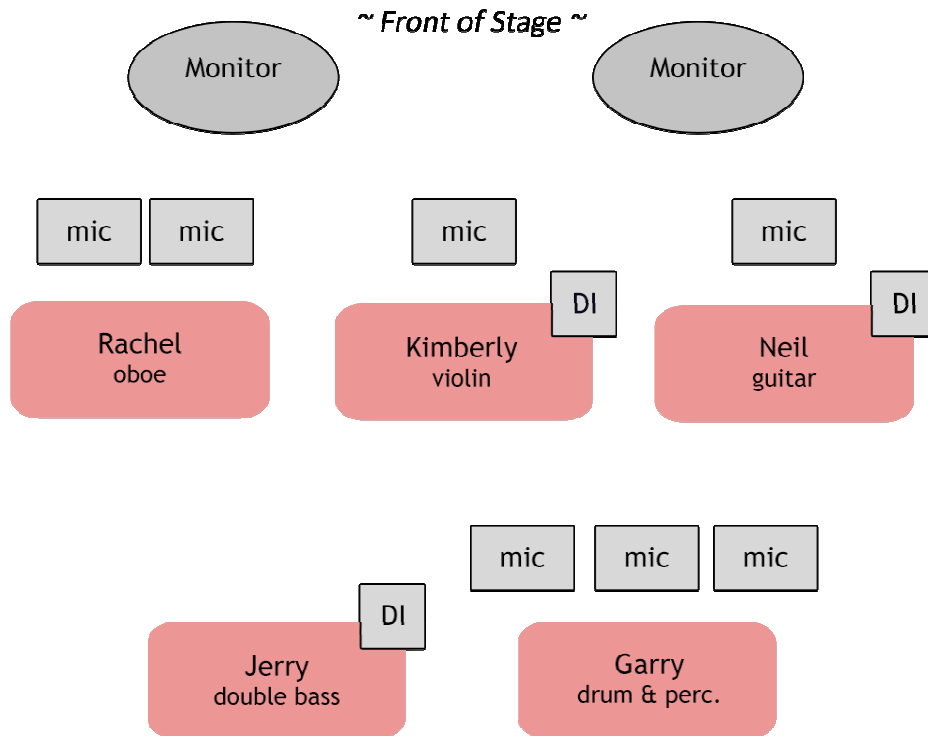 ~ Front of Stage ~
Monitor
Monitor
mic
mic
mic
mic
DI
DI
Rachel
oboe
Kimberly
violin
Neil
guitar
mic
mic
mic
DI
Jerry
double bass
Garry
drum & perc.